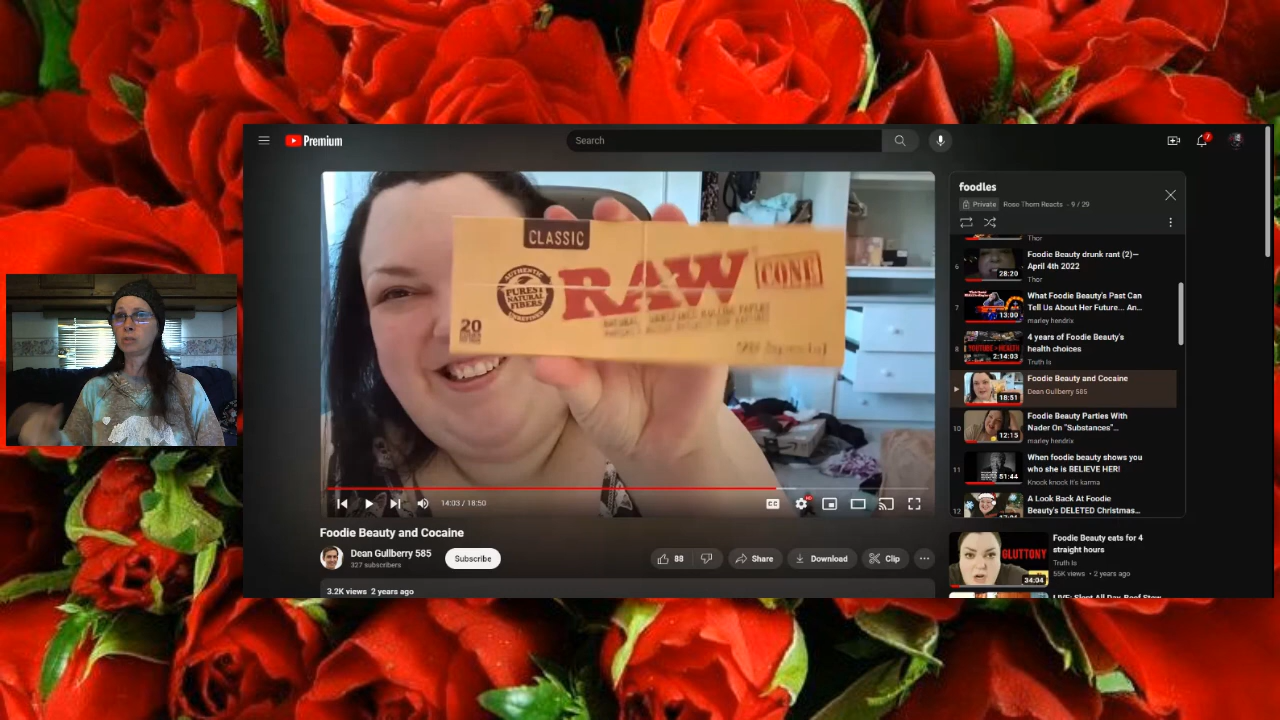 Premium
Search
7
CLASSIC
AUTHENTIC
PUREST
NATURAL
FIBERS
UNREFINED
RAW
CONE
20
14:03 / 18:50
CC
Foodie Beauty and Cocaine
Dean Gullberry 585
327 subscribers
Subscribe
88
Share
Download
Clip
3.2K views 2 years ago
foodles
Private
Rose Thorn Reacts - 9 / 29
Thor
6
28:20
Foodie Beauty drunk rant (2)—
April 4th 2022
Thor
7
13:00
What Foodie Beauty's Past Can
Tell Us About Her Future... An...
marley hendrix
8
YOUTUBE > HEALTH
2:14:03
4 years of Foodie Beauty's
health choices
Truth Is
18:51
Foodie Beauty and Cocaine
Dean Gullberry 585
10
12:15
Foodie Beauty Parties With
Nader On "Substances"...
marley hendrix
11
51:44
When foodie beauty shows you
who she is BELIEVE HER!
Knock knock it's karma
12
A Look Back At Foodie
Beauty's DELETED Christmas...
GLUTTONY
34:04
Foodie Beauty eats for 4
straight hours
Truth Is
55K views • 2 years ago